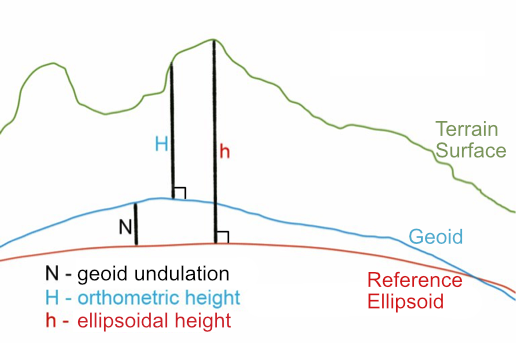 Terrain
Surface
H
h
N
Geoid
N - geoid undulation
H - orthometric height
h - ellipsoidal height
Reference
Ellipsoid